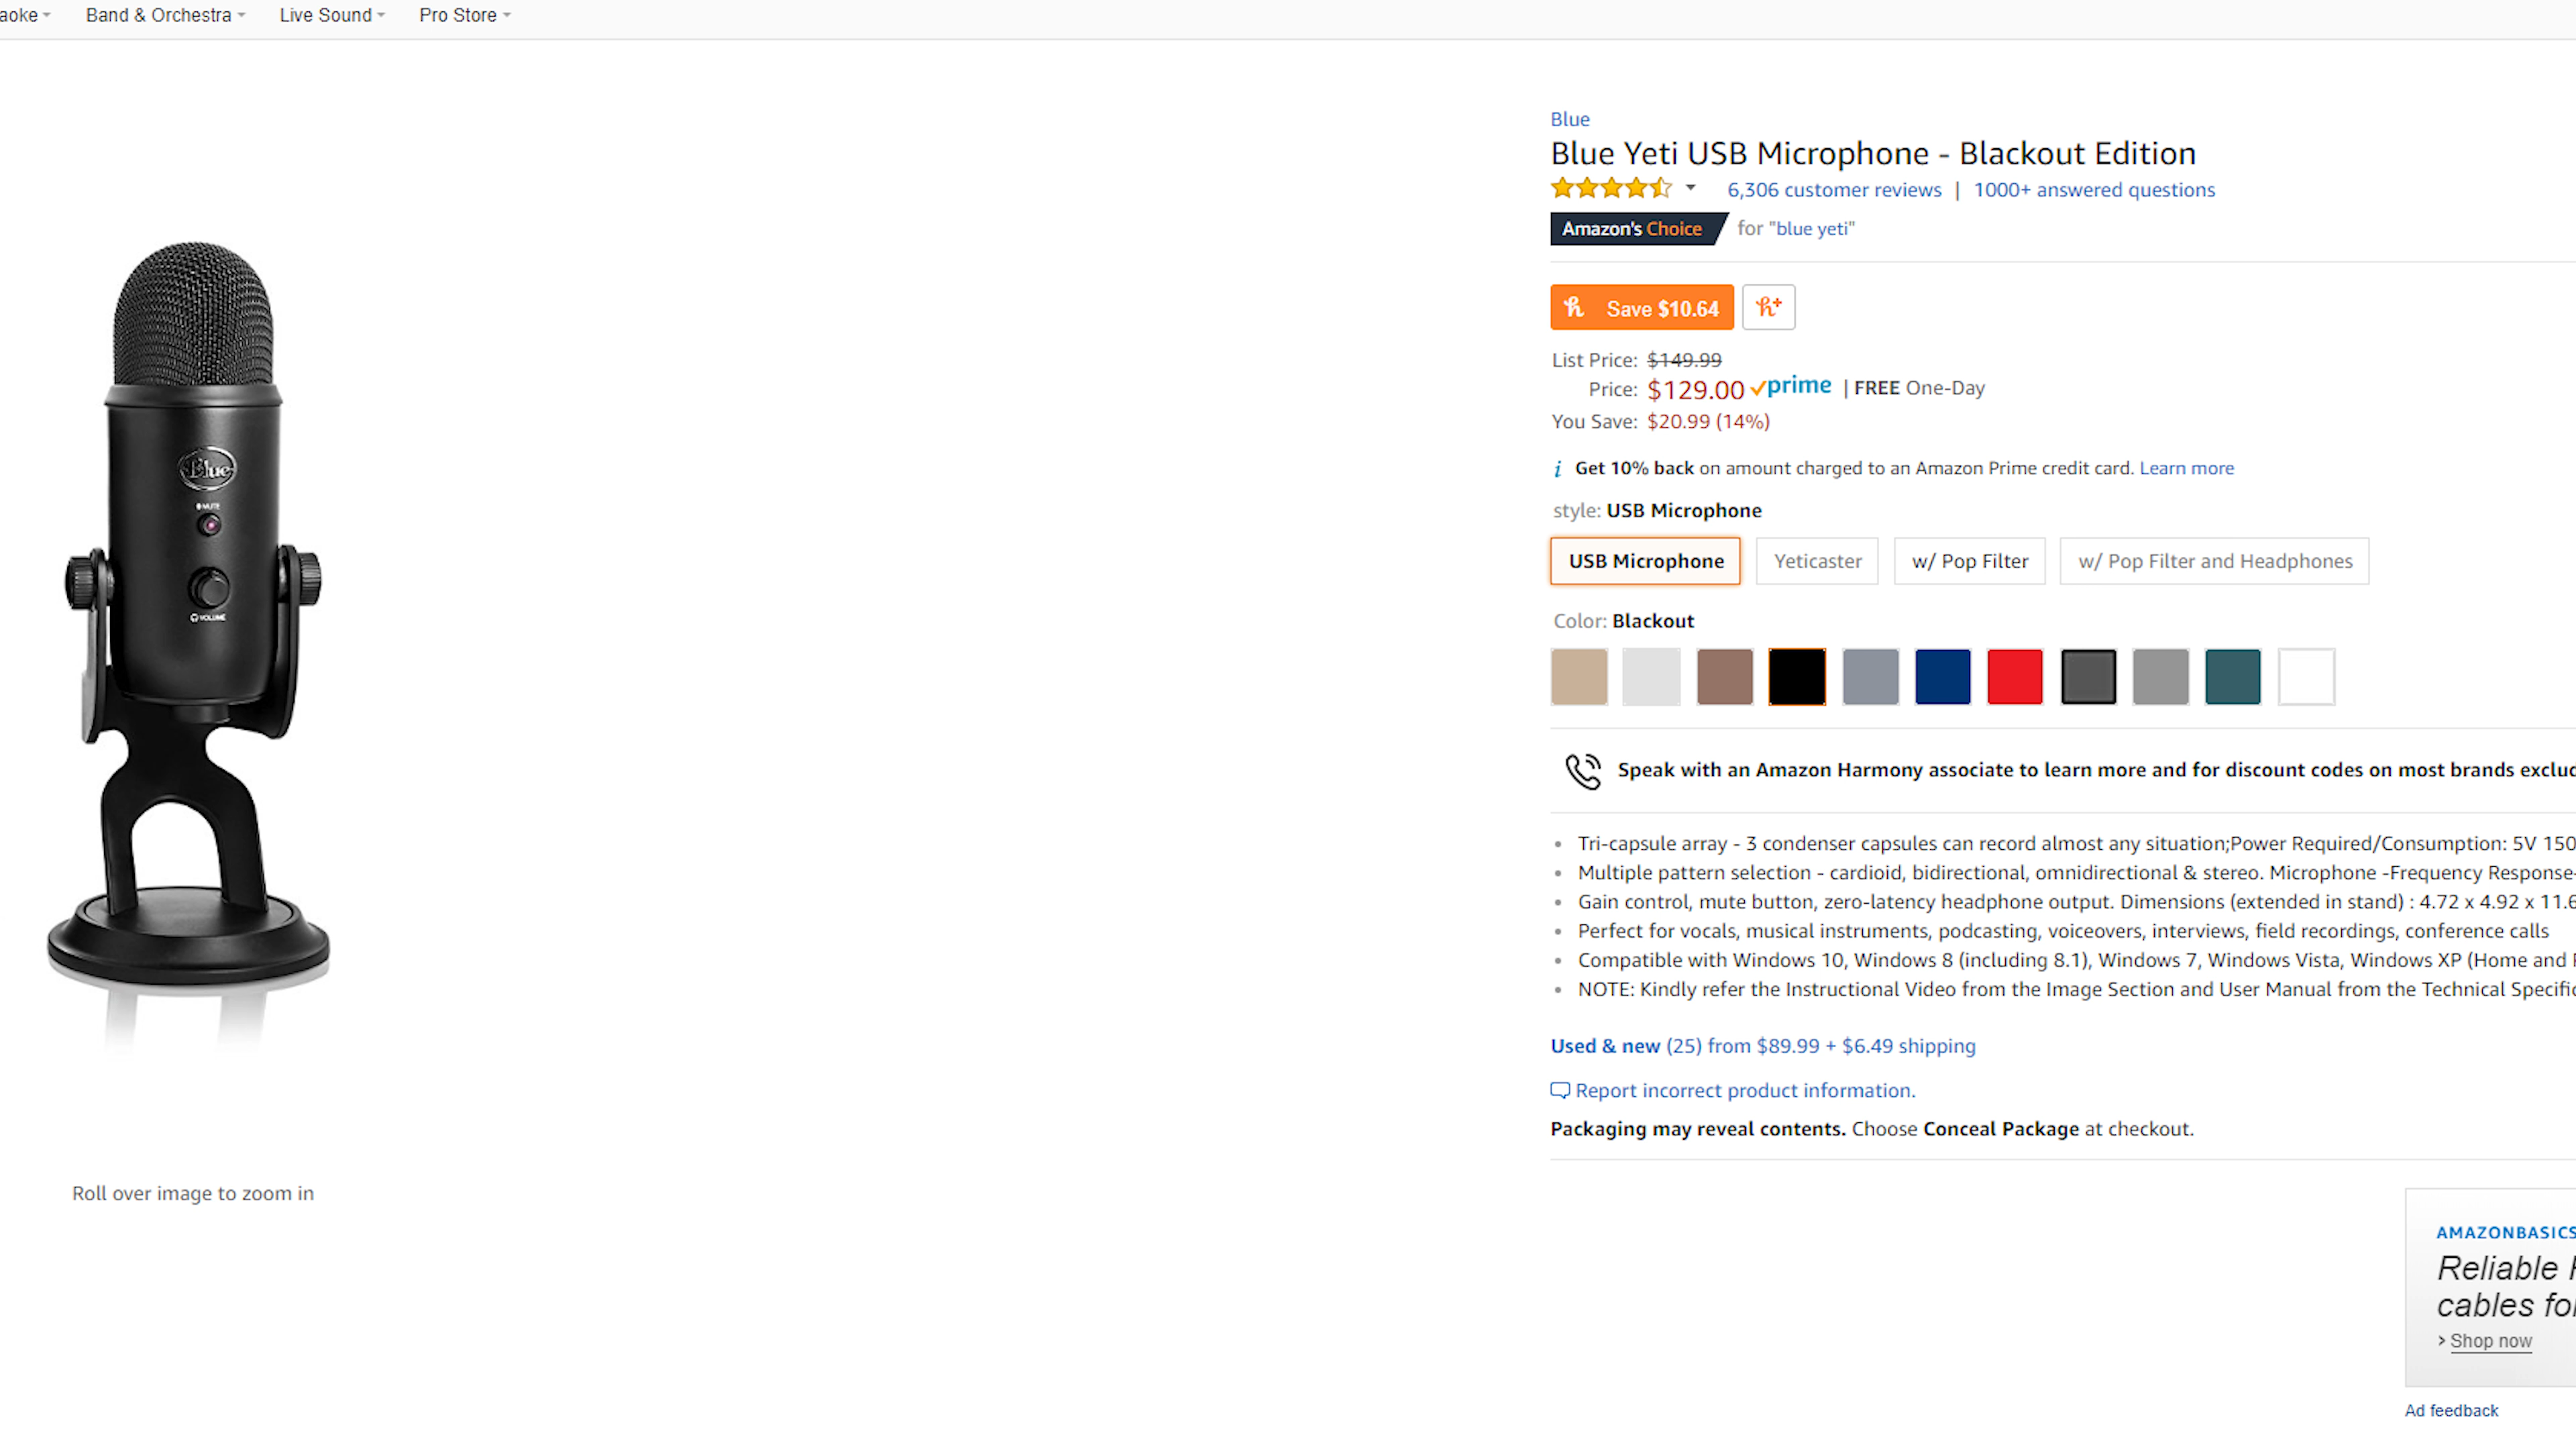 Band & Orchestra
Live Sound
Pro Store
Blue
Blue Yeti USB Microphone - Blackout Edition
6,306 customer reviews | 1000+ answered questions
Amazon's Choice for "blue yeti"
Save $10.64
List Price: $149.99
Price: $129.00 prime | FREE One-Day
You Save: $20.99 (14%)
i Get 10% back on amount charged to an Amazon Prime credit card. Learn more
style: USB Microphone
USB Microphone
Yeticaster
w/ Pop Filter
w/ Pop Filter and Headphones
Color: Blackout
Speak with an Amazon Harmony associate to learn more and for discount codes on most brands
Tri-capsule array - 3 condenser capsules can record almost any situation;Power Required/Consumption: 5V 150
Multiple pattern selection - cardioid, bidirectional, omnidirectional & stereo. Microphone -Frequency Response-
Gain control, mute button, zero-latency headphone output. Dimensions (extended in stand) : 4.72 x 4.92 x 11.6
Perfect for vocals, musical instruments, podcasting, voiceovers, interviews, field recordings, conference calls
Compatible with Windows 10, Windows 8 (including 8.1), Windows 7, Windows Vista, Windows XP (Home and
NOTE: Kindly refer the Instructional Video from the Image Section and User Manual from the Technical
Used & new (25) from $89.99 + $6.49 shipping
Report incorrect product information.
Packaging may reveal contents. Choose Conceal Package at checkout.
Blue
MUTE
VOLUME
Roll over image to zoom in
AMAZONBASICS
Reliable
cables
› Shop now
Ad feedback